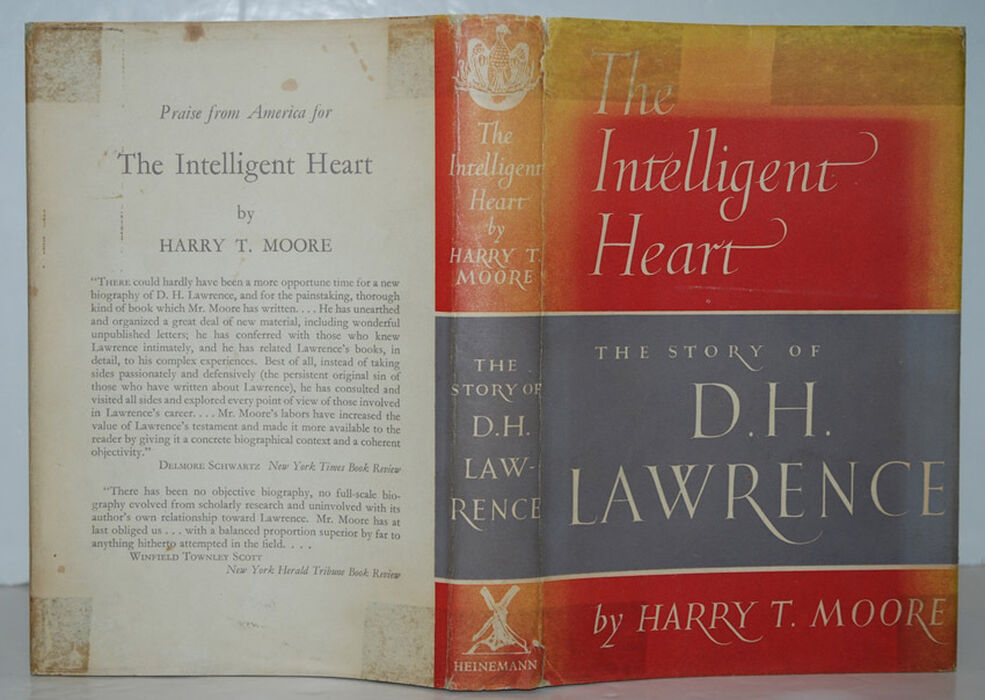 Praise from America for
The Intelligent Heart
by
HARRY T. MOORE
“THERE could hardly have been a more opportune time for a new
biography of D. H. Lawrence, and for the painstaking, thorough
kind of book which Mr. Moore has written. . . . He has unearthed
and organized a great deal of new material, including wonderful
unpublished letters; he has conferred with those who knew
Lawrence intimately, and he has related Lawrence's books, in
detail, to his complex experiences. Best of all, instead of taking
sides passionately and defensively (the persistent original sin of
those who have written about Lawrence), he has consulted and
visited all sides and explored every point of view of those involved
in Lawrence's career. . . . Mr. Moore's labors have increased the
value of Lawrence's testament and made it more available to the
reader by giving it a concrete biographical context and a coherent
objectivity.”
DELMORE SCHWARTZ New York Times Book Review
“There has been no objective biography, no full-scale bio-
graphy evolved from scholarly research and uninvolved with its
author's own relationship toward Lawrence. Mr. Moore has at
last obliged us . . . with a balanced proportion superior by far to
anything hitherto attempted in the field. . . .
WINFIELD TOWNLEY SCOTT
New York Herald Tribune Book Review
The
Intelligent
Heart
by
HARRY T.
MOORE
THE
STORY OF
D.H.
LAW-
RENCE
HEINEMANN
The
Intelligent
Heart
THE STORY OF
D.H.
LAWRENCE
by HARRY T. MOORE